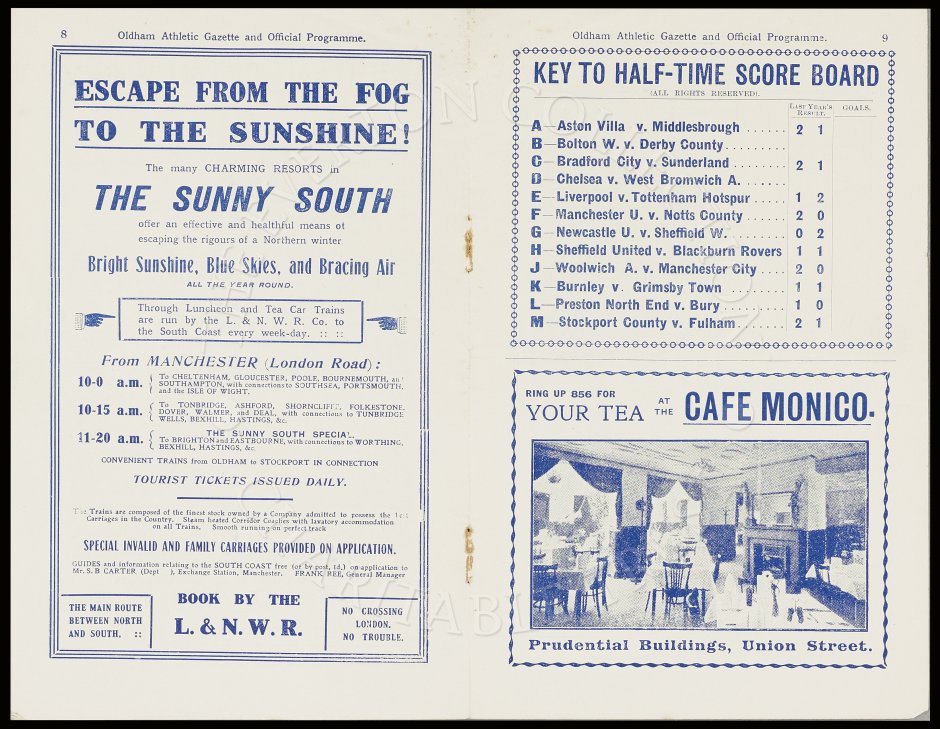 8
Oldham Athletic Gazette and Official Programme.
ESCAPE FROM THE FOG
TO THE SUNSHINE!
The many CHARMING RESORTS in
THE SUNNY SOUTH
offer an effective and healthful means of
escaping the rigours of a Northern winter
Bright Sunshine, Blue Skies, and Bracing Air
ALL THE YEAR ROUND.
Through Luncheon and Tea Car Trains
are run by the L. & N. W. R. Co. to
the South Coast every week-day. :: ::
From MANCHESTER (London Road):
10-0 a.m. { To CHELTENHAM, GLOUCESTER, POOLE, BOURNEMOUTH, and
SOUTHAMPTON, with connections to SOUTHSEA, PORTSMOUTH,
and the ISLE OF WIGHT.
10-15 a.m. { To TONBRIDGE, ASHFORD, SHORNCLIFFE, FOLKESTONE,
DOVER, WALMER, and DEAL, with connections to TUNBRIDGE
WELLS, BEXHILL, HASTINGS, &c.
11-20 a.m. { THE SUNNY SOUTH SPECIAL.
To BRIGHTON and EASTBOURNE, with connections to WORTHING,
BEXHILL, HASTINGS, &c.
CONVENIENT TRAINS from OLDHAM to STOCKPORT IN CONNECTION
TOURIST TICKETS ISSUED DAILY.
The Trains are composed of the finest stock owned by a Company admitted to possess the best
Carriages in the Country. Steam heated Corridor Coaches with lavatory accommodation
on all Trains. Smooth running on perfect track
SPECIAL INVALID AND FAMILY CARRIAGES PROVIDED ON APPLICATION.
GUIDES and information relating to the SOUTH COAST free (or by post, 1d.) on application to
Mr. S. B CARTER (Dept ), Exchange Station, Manchester. FRANK REE, General Manager
THE MAIN ROUTE
BETWEEN NORTH
AND SOUTH. ::
BOOK BY THE
L. & N. W. R.
NO CROSSING
LONDON.
NO TROUBLE.
Oldham Athletic Gazette and Official Programme.
9
KEY TO HALF-TIME SCORE BOARD
(ALL RIGHTS RESERVED).
LAST YEAR'S RESULT. GOALS.
A—Aston Villa v. Middlesbrough ...... 2 1
B—Bolton W. v. Derby County .........
C—Bradford City v. Sunderland ....... 2 1
D—Chelsea v. West Bromwich A. ......
E—Liverpool v. Tottenham Hotspur ..... 1 2
F—Manchester U. v. Notts County ..... 2 0
G—Newcastle U. v. Sheffield W. ....... 0 2
H—Sheffield United v. Blackburn Rovers 1 1
J—Woolwich A. v. Manchester City .... 2 0
K—Burnley v. Grimsby Town ......... 1 1
L—Preston North End v. Bury ........ 1 0
M—Stockport County v. Fulham ....... 2 1
RING UP 856 FOR
YOUR TEA AT THE CAFE MONICO.
Prudential Buildings, Union Street.